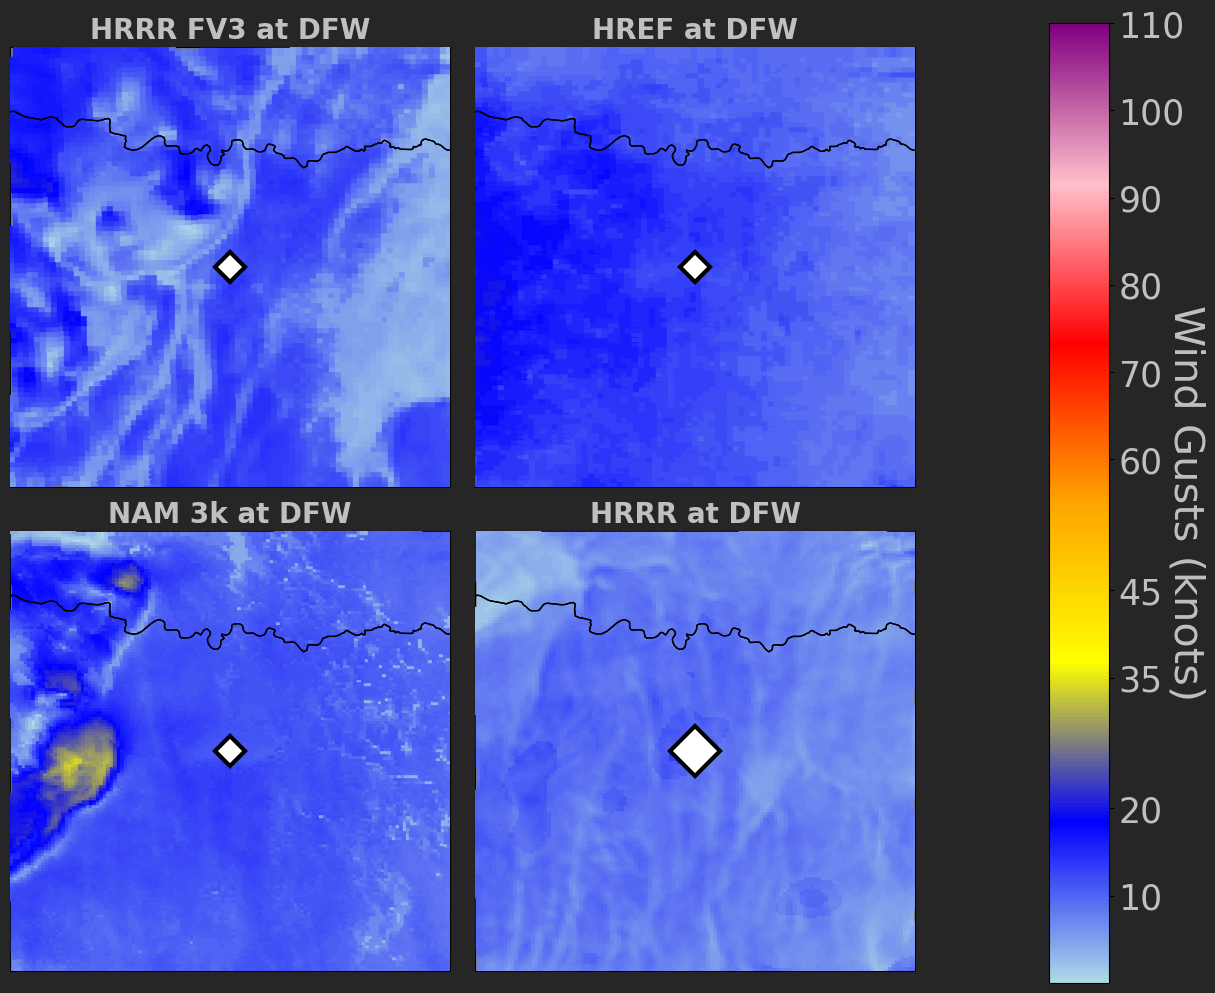 HRRR FV3 at DFW
HREF at DFW
NAM 3k at DFW
HRRR at DFW
110
100
90
80
70
60
45
35
20
10
Wind Gusts (knots)